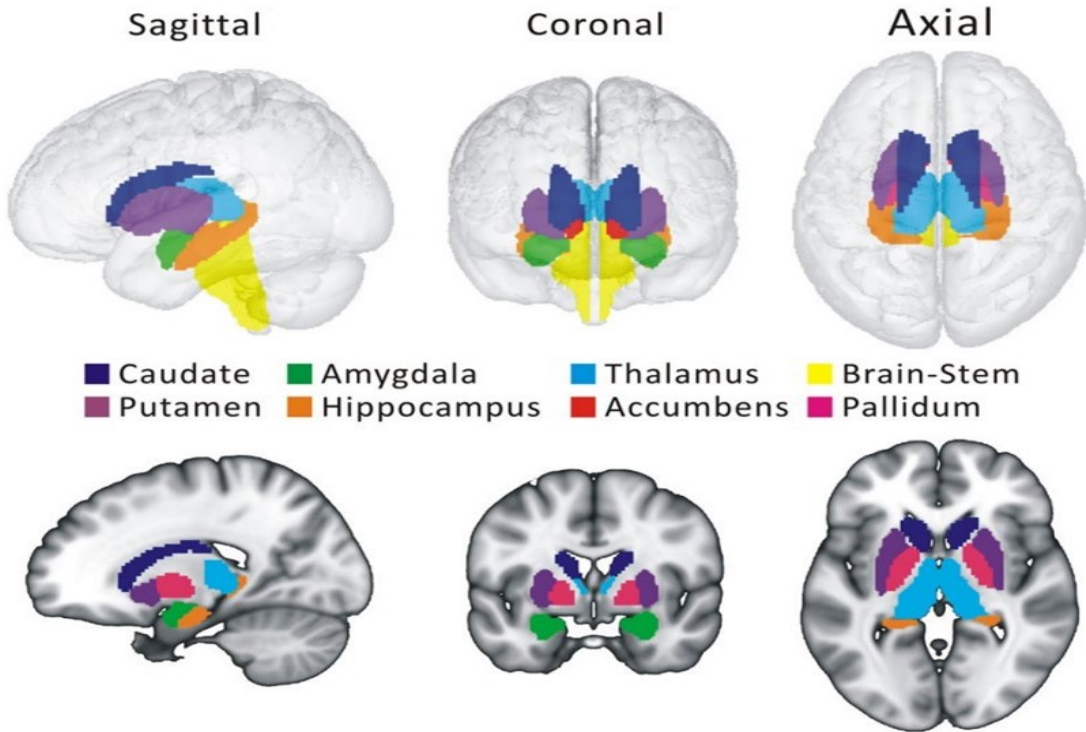 Sagittal Coronal Axial
Caudate Amygdala Thalamus Brain-Stem
Putamen Hippocampus Accumbens Pallidum